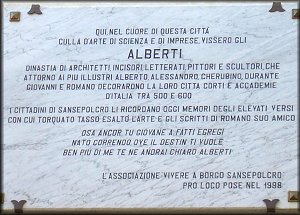 QUI NEL CUORE DI QUESTA CITTÀ
CULLA D'ARTE DI SCIENZA E DI IMPRESE, VISSERO GLI
ALBERTI
DINASTIA DI ARCHITETTI, INCISORI, LETTERATI, PITTORI E SCULTORI, CHE
ATTORNO AI PIU ILLUSTRI ALBERTO, ALESSANDRO, CHERUBINO, DURANTE
GIOVANNI E ROMANO DECORARONO LA LORO CITTÀ CORTI E ACCADEMIE
D'ITALIA TRA 500 E 600
I CITTADINI DI SANSEPOLCRO LI RICORDANO OGGI MEMORI DEGLI ELEVATI VERSI
CON CUI TORQUATO TASSO ESALTÒ L'ARTE E GLI SCRITTI DI ROMANO SUO AMICO
OSA ANCOR, TU GIOVANE A FATTI EGREGI
NATO CORRENDO OVE IL DESTIN TI VUOLE
BEN PIU DI ME TE NE ANDRAI CHIARO ALBERTI
L'ASSOCIAZIONE VIVERE A BORGO SANSEPOLCRO
PRO LOCO POSE NEL 1998